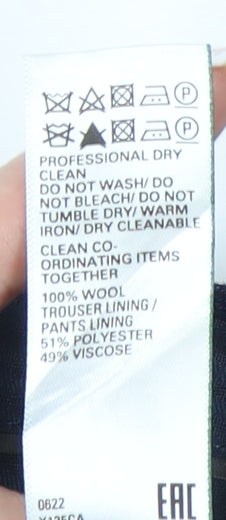 P
P
PROFESSIONAL DRY
CLEAN
DO NOT WASH/ DO
NOT BLEACH/ DO NOT
TUMBLE DRY/ WARM
IRON/ DRY CLEANABLE
CLEAN CO-
ORDINATING ITEMS
TOGETHER
100% WOOL
TROUSER LINING /
PANTS LINING
51% POLYESTER
49% VISCOSE
0622 EAC